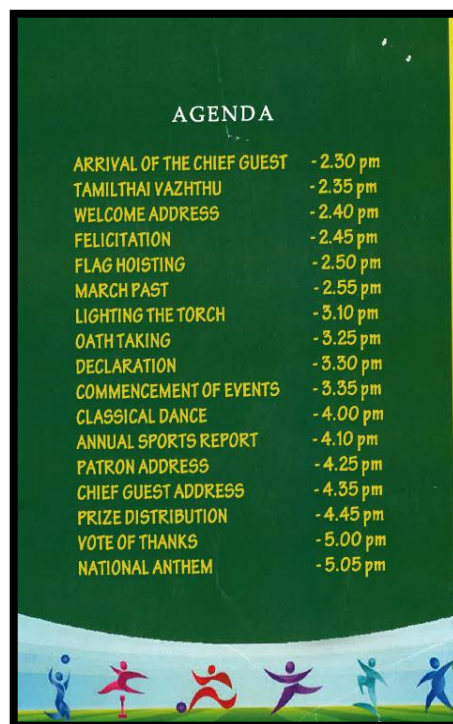 AGENDA
ARRIVAL OF THE CHIEF GUEST - 2.30 pm
TAMILTHAI VAZHTHU - 2.35 pm
WELCOME ADDRESS - 2.40 pm
FELICITATION - 2.45 pm
FLAG HOISTING - 2.50 pm
MARCH PAST - 2.55 pm
LIGHTING THE TORCH - 3.10 pm
OATH TAKING - 3.25 pm
DECLARATION - 3.30 pm
COMMENCEMENT OF EVENTS - 3.35 pm
CLASSICAL DANCE - 4.00 pm
ANNUAL SPORTS REPORT - 4.10 pm
PATRON ADDRESS - 4.25 pm
CHIEF GUEST ADDRESS - 4.35 pm
PRIZE DISTRIBUTION - 4.45 pm
VOTE OF THANKS - 5.00 pm
NATIONAL ANTHEM - 5.05 pm